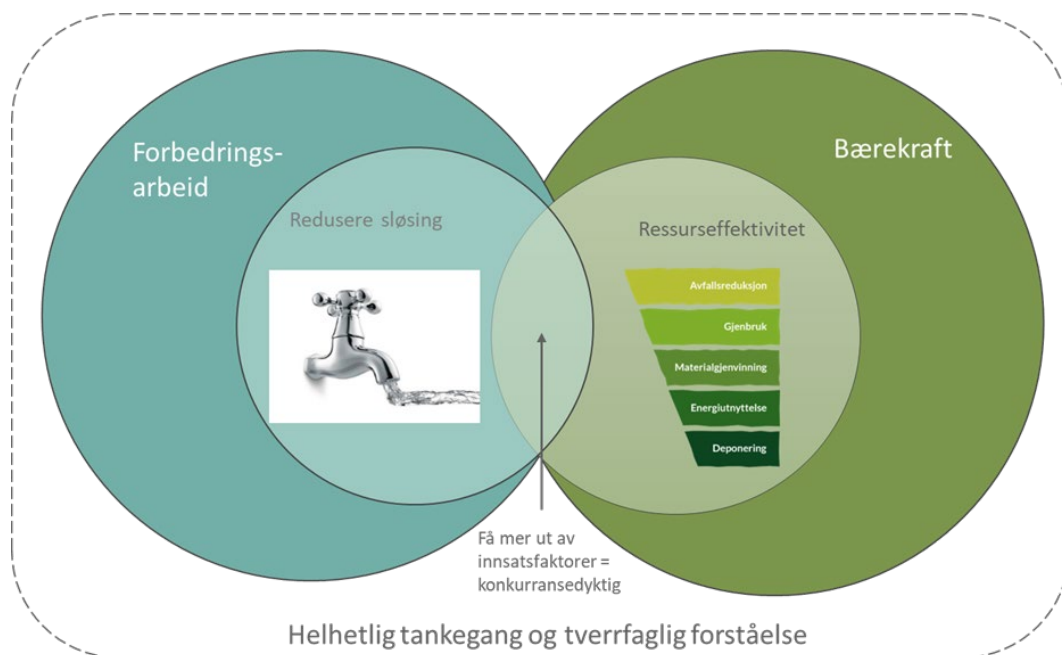 Forbedrings-
arbeid
Bærekraft
Redusere sløsing
Ressurseffektivitet
Avfallsreduksjon
Gjenbruk
Materialgjenvinning
Energiutnyttelse
Deponering
Få mer ut av
innsatsfaktorer =
konkurransedyktig
Helhetlig tankegang og tverrfaglig forståelse